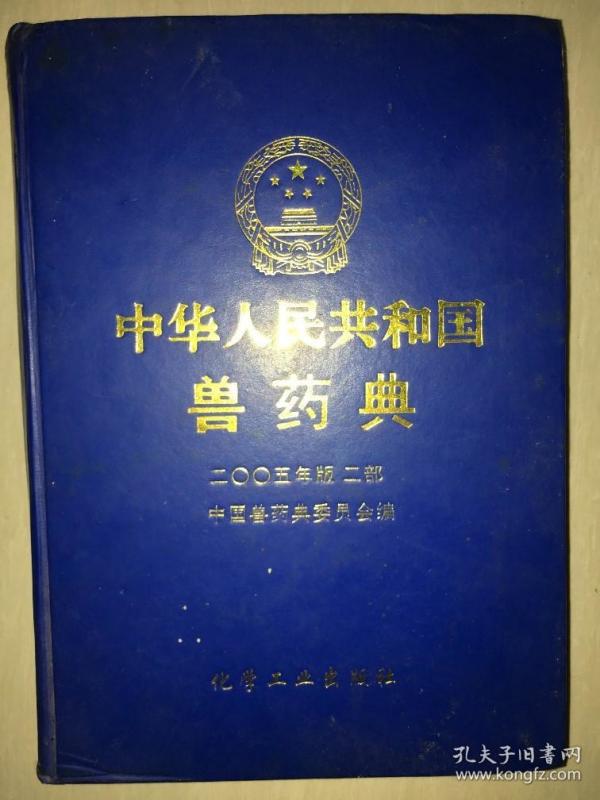 中华人民共和国
兽药典
二〇〇五年版 二部
中国兽药典委员会编
化学工业出版社
孔夫子旧書网
www.kongfz.com